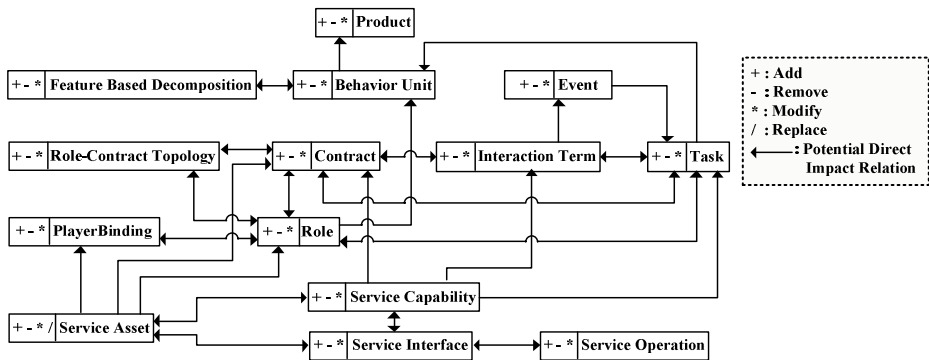 + - * Product
+ - * Feature Based Decomposition
+ - * Behavior Unit
+ - * Event
+ : Add
- : Remove
* : Modify
/ : Replace
: Potential Direct
Impact Relation
+ - * Role-Contract Topology
+ - * Contract
+ - * Interaction Term
+ - * Task
+ - * PlayerBinding
+ - * Role
+ - * Service Capability
+ - * / Service Asset
+ - * Service Interface
+ - * Service Operation